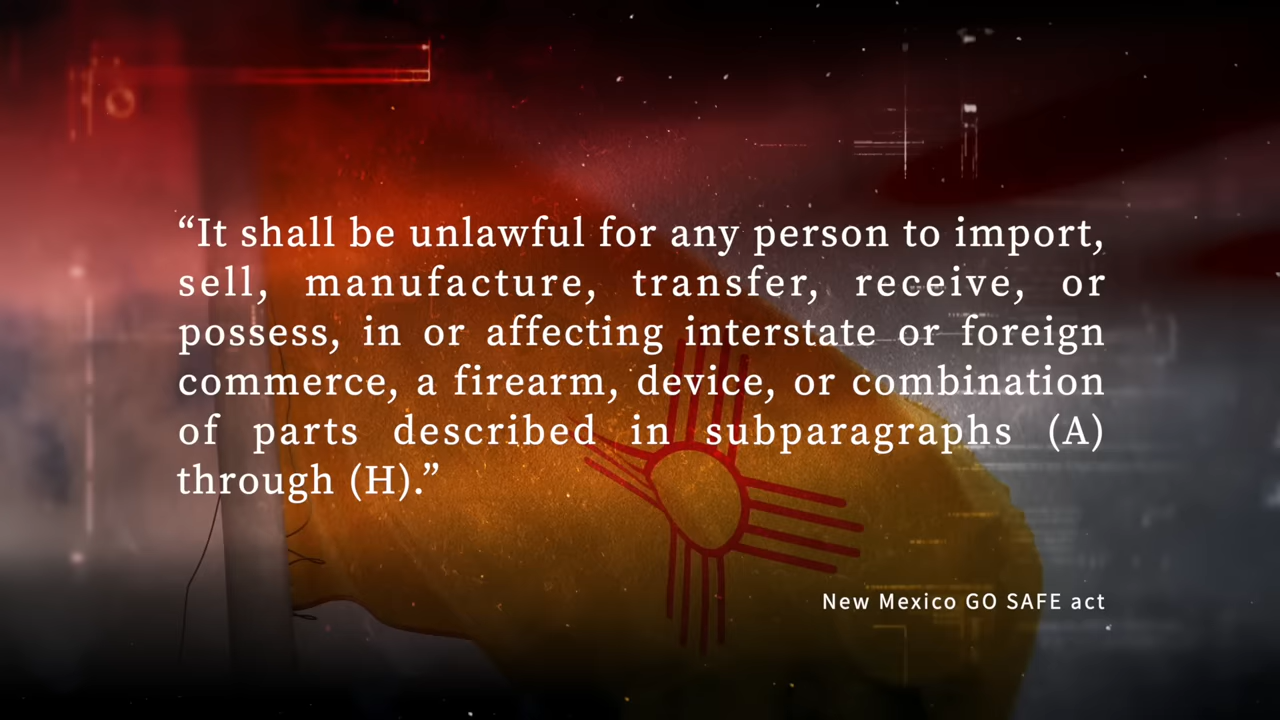 “It shall be unlawful for any person to import,
sell, manufacture, transfer, receive, or
possess, in or affecting interstate or foreign
commerce, a firearm, device, or combination
of parts described in subparagraphs (A)
through (H).”
New Mexico GO SAFE act